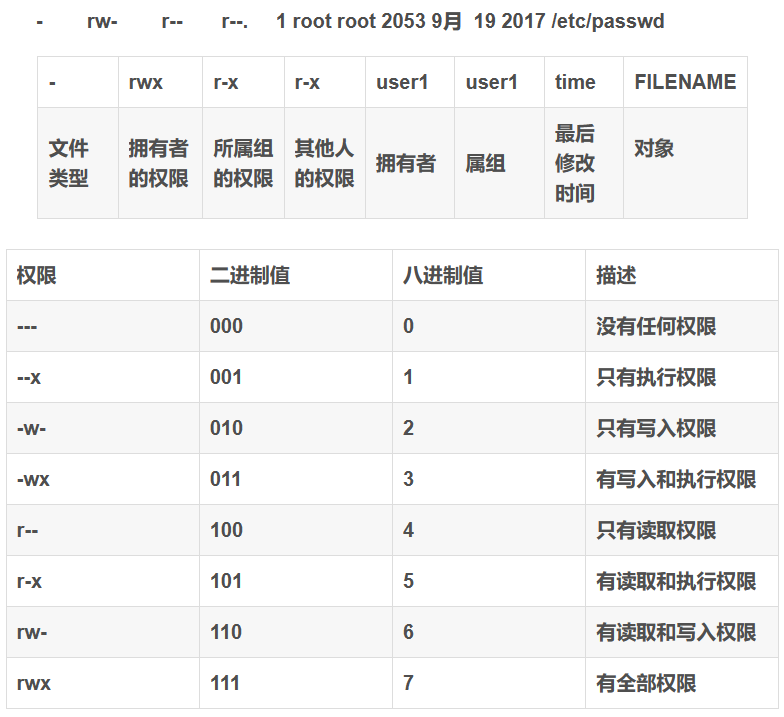 - rw- r-- r--. 1 root root 2053 9月 19 2017 /etc/passwd
- rwx r-x r-x user1 user1 time FILENAME
文件类型 拥有者的权限 所属组的权限 其他人的权限 拥有者 属组 最后修改时间 对象
权限 二进制值 八进制值 描述
--- 000 0 没有任何权限
--x 001 1 只有执行权限
-w- 010 2 只有写入权限
-wx 011 3 有写入和执行权限
r-- 100 4 只有读取权限
r-x 101 5 有读取和执行权限
rw- 110 6 有读取和写入权限
rwx 111 7 有全部权限